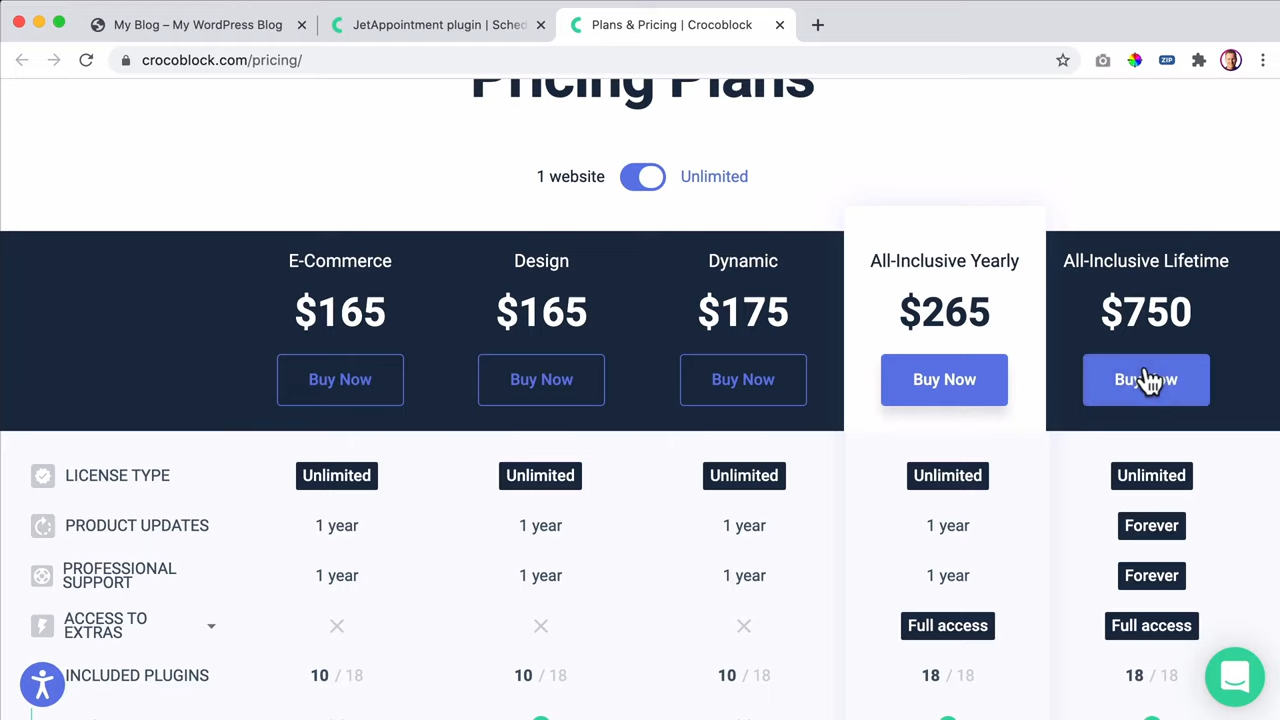 My Blog – My WordPress Blog
JetAppointment plugin | Sched
Plans & Pricing | Crocoblock
crocoblock.com/pricing/
ZIP
Pricing Plans
1 website
Unlimited
E-Commerce
Design
Dynamic
All-Inclusive Yearly
All-Inclusive Lifetime
$165
$165
$175
$265
$750
Buy Now
Buy Now
Buy Now
Buy Now
Buy Now
LICENSE TYPE
Unlimited
Unlimited
Unlimited
Unlimited
Unlimited
PRODUCT UPDATES
1 year
1 year
1 year
1 year
Forever
PROFESSIONAL
SUPPORT
1 year
1 year
1 year
1 year
Forever
ACCESS TO
EXTRAS
Full access
Full access
INCLUDED PLUGINS
10 / 18
10 / 18
10 / 18
18 / 18
18 / 18